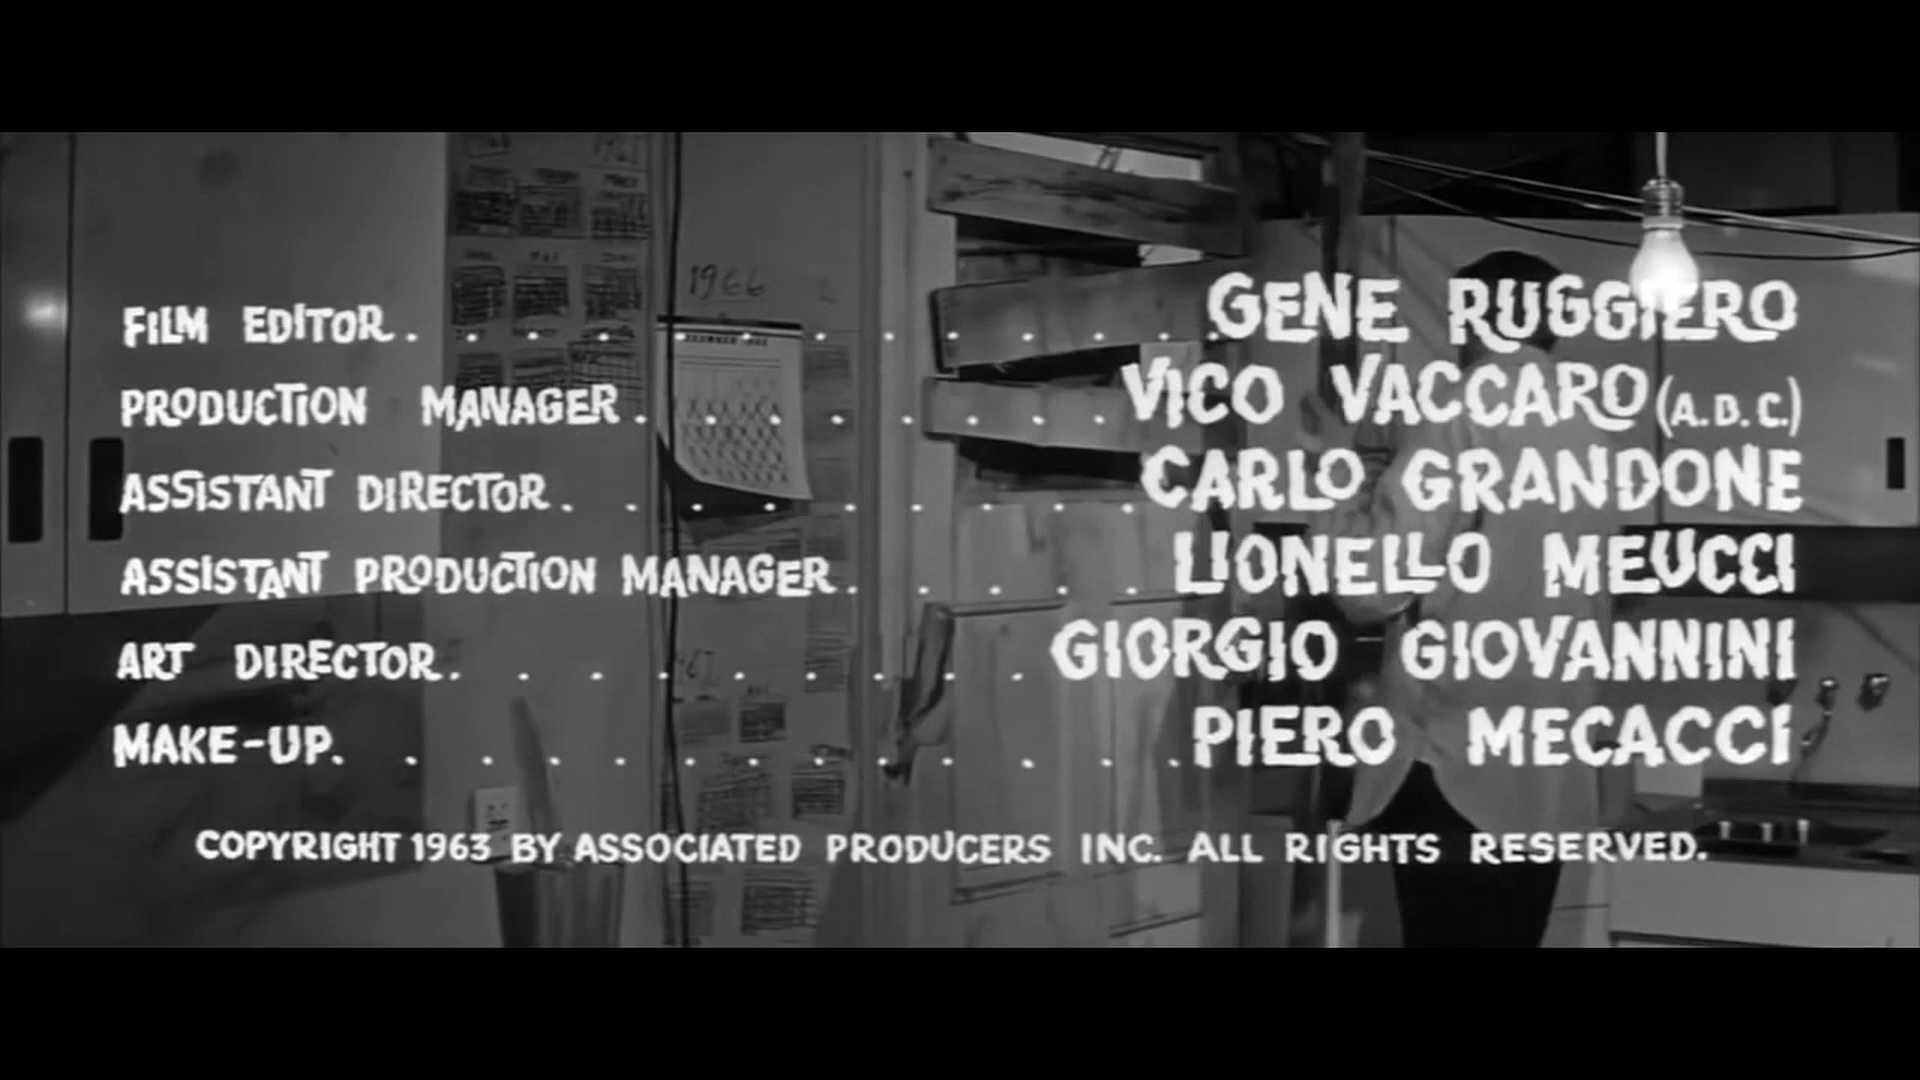 1966
FILM EDITOR. . . . . . . . . . . . . GENE RUGGIERO
PRODUCTION MANAGER. . . . . . . . VICO VACCARO (A.D.C.)
ASSISTANT DIRECTOR. . . . . . . . . CARLO GRANDONE
ASSISTANT PRODUCTION MANAGER. . . . . LIONELLO MEUCCI
ART DIRECTOR. . . . . . . . . GIORGIO GIOVANNINI
MAKE-UP. . . . . . . . . . . . . PIERO MECACCI
COPYRIGHT 1963 BY ASSOCIATED PRODUCERS INC. ALL RIGHTS RESERVED.